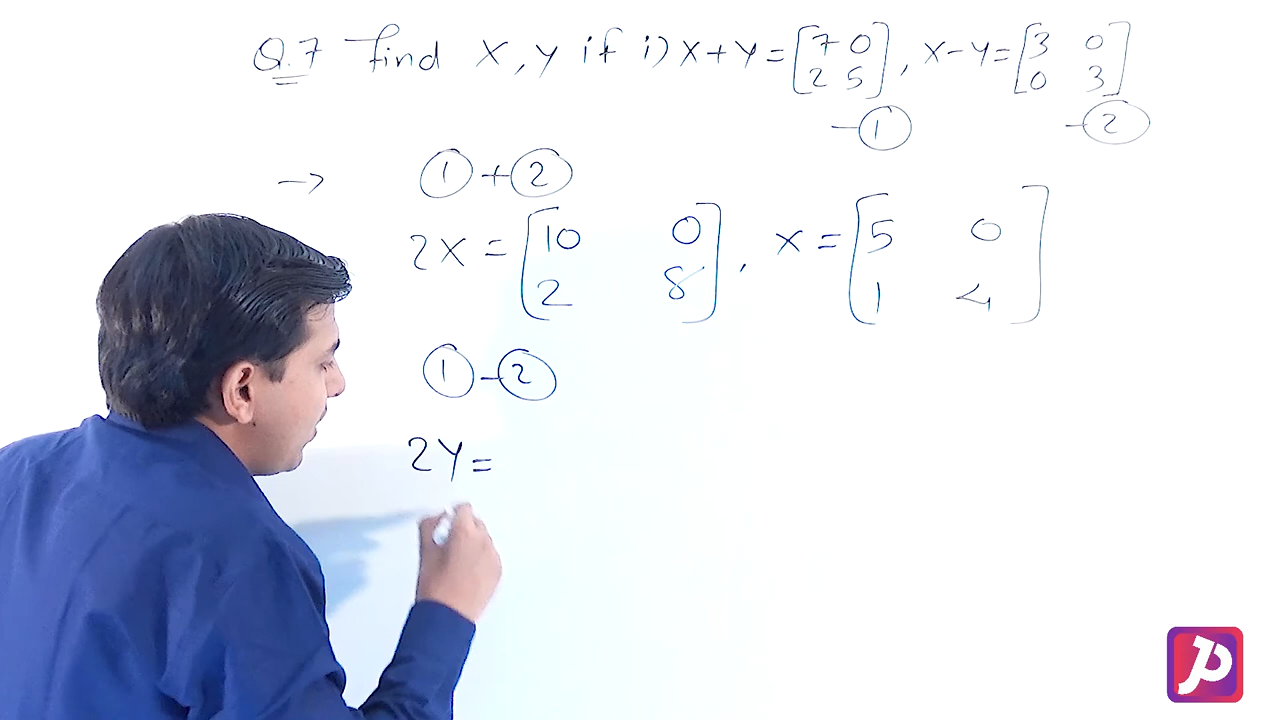 Q.7 Find X, Y if i) X+Y=[7 0], X-Y=[3 0]
[2 5] [0 3]
-① -②
→ ①+②
2X=[10 0], X=[5 0]
[2 8] [1 4]
①-②
2Y=